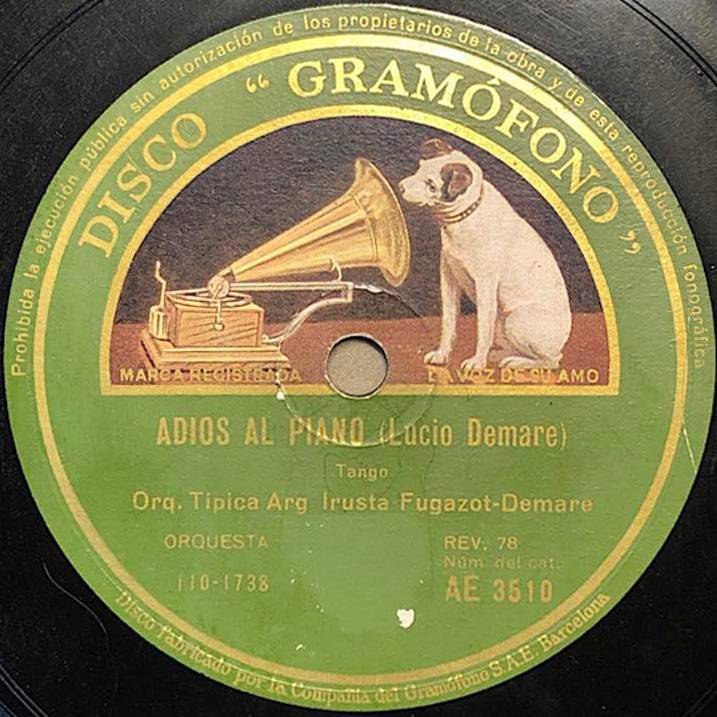 Prohibida la ejecución pública sin autorización de los propietarios de la obra y de esta reproducción fonográfica
DISCO “GRAMÓFONO”
MARCA REGISTRADA
LA VOZ DE SU AMO
ADIOS AL PIANO (Lucio Demare)
Tango
Orq. Típica Arg Irusta Fugazot-Demare
ORQUESTA
REV. 78
Núm. del cat.
110-1738
AE 3510
Disco fabricado por la Compañia del Gramófono S.A.E. Barcelona